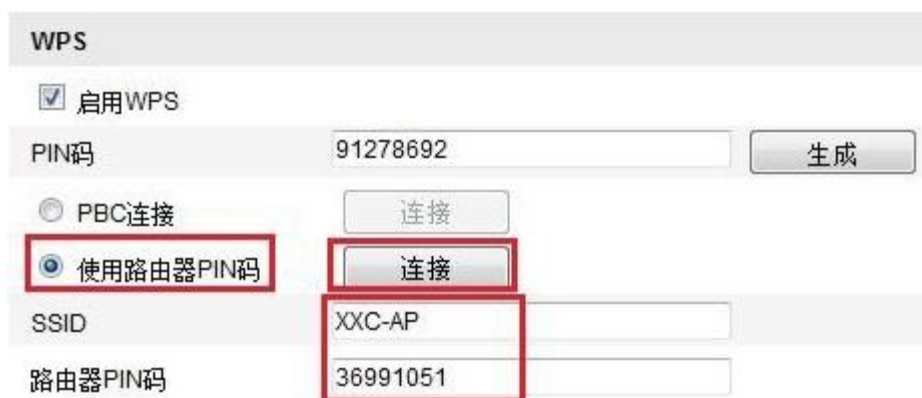 WPS
启用WPS
PIN码 91278692 生成
PBC连接 连接
使用路由器PIN码 连接
SSID XXC-AP
路由器PIN码 36991051